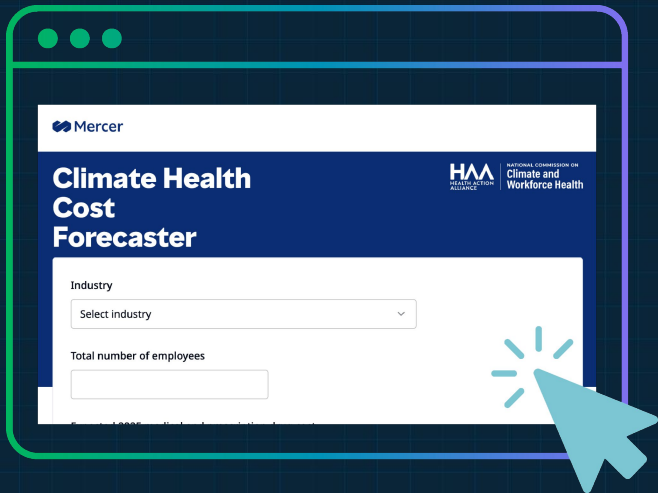 Mercer
Climate Health
Cost
Forecaster
HAA
HEALTH ACTION
ALLIANCE
NATIONAL COMMISSION ON
Climate and
Workforce Health
Industry
Select industry
Total number of employees